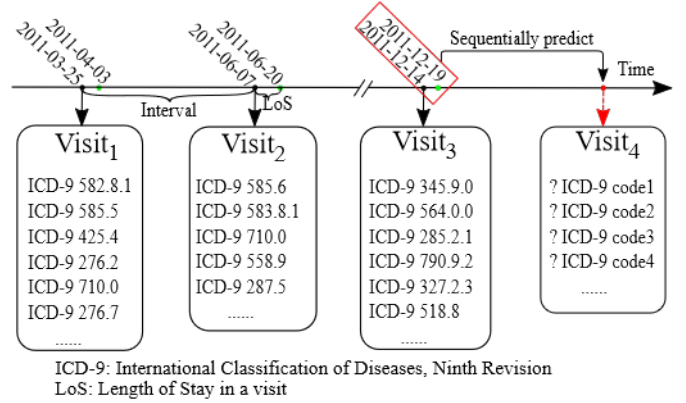 2011-04-03
2011-03-25
2011-06-20
2011-06-07
2011-12-19
2011-12-14
Sequentially predict
Time
Interval
LoS
Visit1
ICD-9 582.8.1
ICD-9 585.5
ICD-9 425.4
ICD-9 276.2
ICD-9 710.0
ICD-9 276.7
......
Visit2
ICD-9 585.6
ICD-9 583.8.1
ICD-9 710.0
ICD-9 558.9
ICD-9 287.5
......
Visit3
ICD-9 345.9.0
ICD-9 564.0.0
ICD-9 285.2.1
ICD-9 790.9.2
ICD-9 327.2.3
ICD-9 518.8
......
Visit4
? ICD-9 code1
? ICD-9 code2
? ICD-9 code3
? ICD-9 code4
......
ICD-9: International Classification of Diseases, Ninth Revision
LoS: Length of Stay in a visit